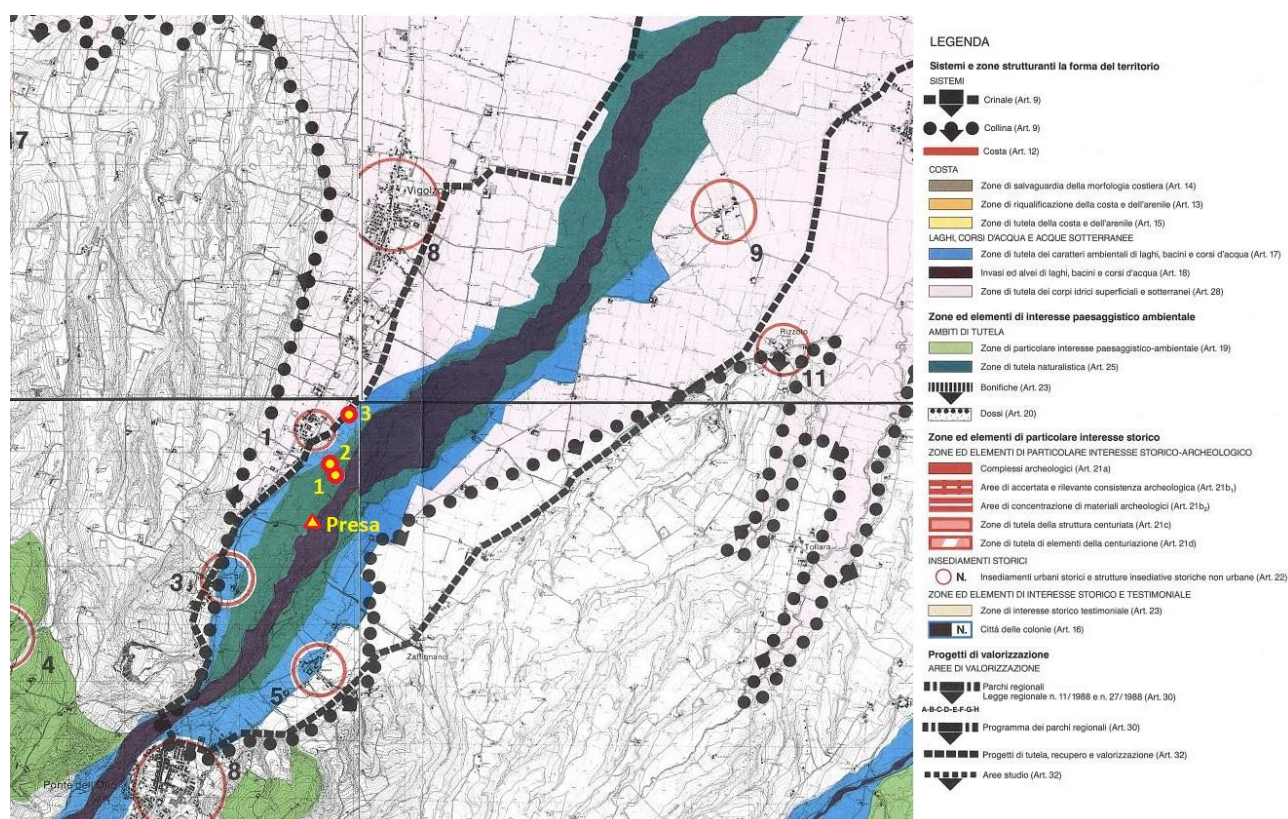 17
Vigolzone
8
9
Rizzolo
11
1
3
2
1
Presa
Tollara
3
4
Zaffignano
5
8
Ponte dell'Olio
LEGENDA
Sistemi e zone strutturanti la forma del territorio
SISTEMI
Crinale (Art. 9)
Collina (Art. 9)
Costa (Art. 12)
COSTA
Zone di salvaguardia della morfologia costiera (Art. 14)
Zone di riqualificazione della costa e dell'arenile (Art. 13)
Zone di tutela della costa e dell'arenile (Art. 15)
LAGHI, CORSI D'ACQUA E ACQUE SOTTERRANEE
Zone di tutela dei caratteri ambientali di laghi, bacini e corsi d'acqua (Art. 17)
Invasi ed alvei di laghi, bacini e corsi d'acqua (Art. 18)
Zone di tutela dei corpi idrici superficiali e sotterranei (Art. 28)
Zone ed elementi di interesse paesaggistico ambientale
AMBITI DI TUTELA
Zone di particolare interesse paesaggistico-ambientale (Art. 19)
Zone di tutela naturalistica (Art. 25)
Bonifiche (Art. 23)
Dossi (Art. 20)
Zone ed elementi di particolare interesse storico
ZONE ED ELEMENTI DI PARTICOLARE INTERESSE STORICO-ARCHEOLOGICO
Complessi archeologici (Art. 21a)
Aree di accertata e rilevante consistenza archeologica (Art. 21b₁)
Aree di concentrazione di materiali archeologici (Art. 21b₂)
Zone di tutela della struttura centuriata (Art. 21c)
Zone di tutela di elementi della centuriazione (Art. 21d)
INSEDIAMENTI STORICI
N. Insediamenti urbani storici e strutture insediative storiche non urbane (Art. 22)
ZONE ED ELEMENTI DI INTERESSE STORICO E TESTIMONIALE
Zone di interesse storico testimoniale (Art. 23)
N. Città delle colonie (Art. 16)
Progetti di valorizzazione
AREE DI VALORIZZAZIONE
Parchi regionali
Legge regionale n. 11/1988 e n. 27/1988 (Art. 30)
A-B-C-D-E-F-G-H
Programma dei parchi regionali (Art. 30)
Progetti di tutela, recupero e valorizzazione (Art. 32)
Aree studio (Art. 32)